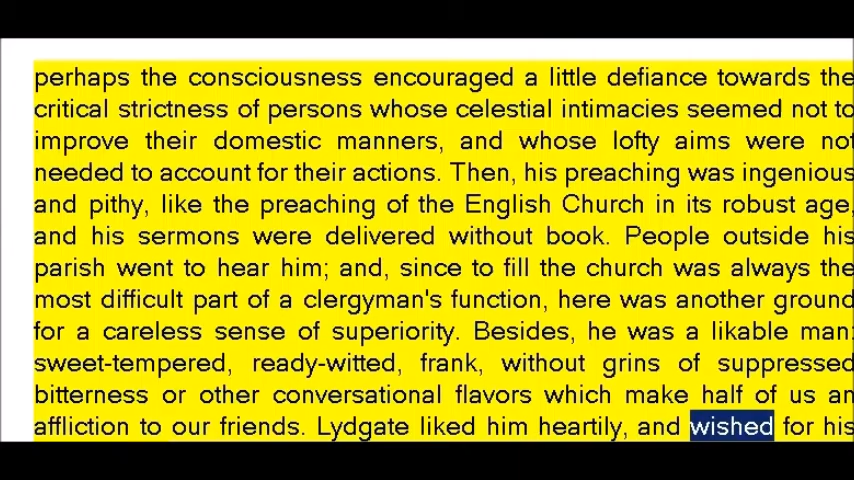 perhaps the consciousness encouraged a little defiance towards the
critical strictness of persons whose celestial intimacies seemed not to
improve their domestic manners, and whose lofty aims were not
needed to account for their actions. Then, his preaching was ingenious
and pithy, like the preaching of the English Church in its robust age,
and his sermons were delivered without book. People outside his
parish went to hear him; and, since to fill the church was always the
most difficult part of a clergyman's function, here was another ground
for a careless sense of superiority. Besides, he was a likable man:
sweet-tempered, ready-witted, frank, without grins of suppressed
bitterness or other conversational flavors which make half of us an
affliction to our friends. Lydgate liked him heartily, and wished for his